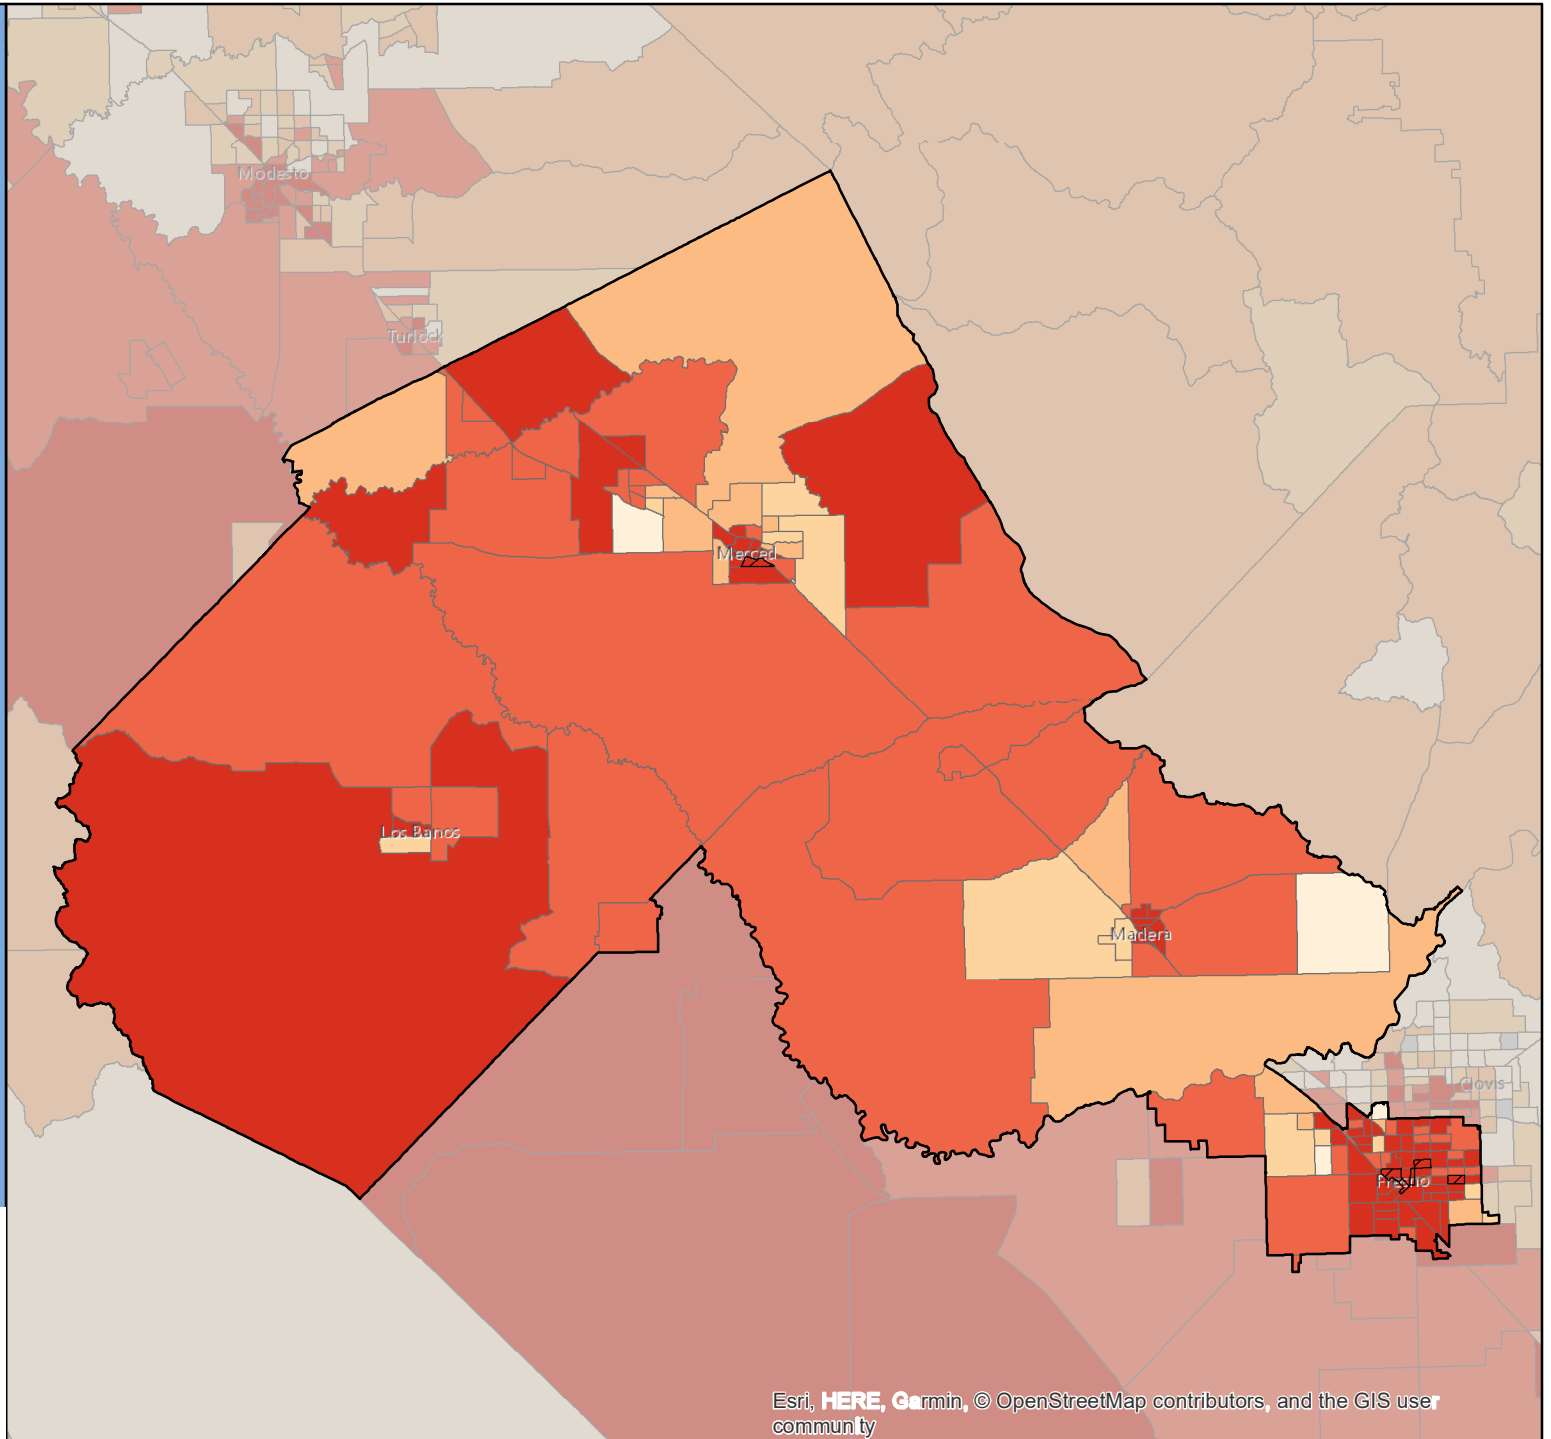 Modesto
Turlock
Merced
Los Banos
Madera
Clovis
Fresno
Esri, HERE, Garmin, © OpenStreetMap contributors, and the GIS user
community